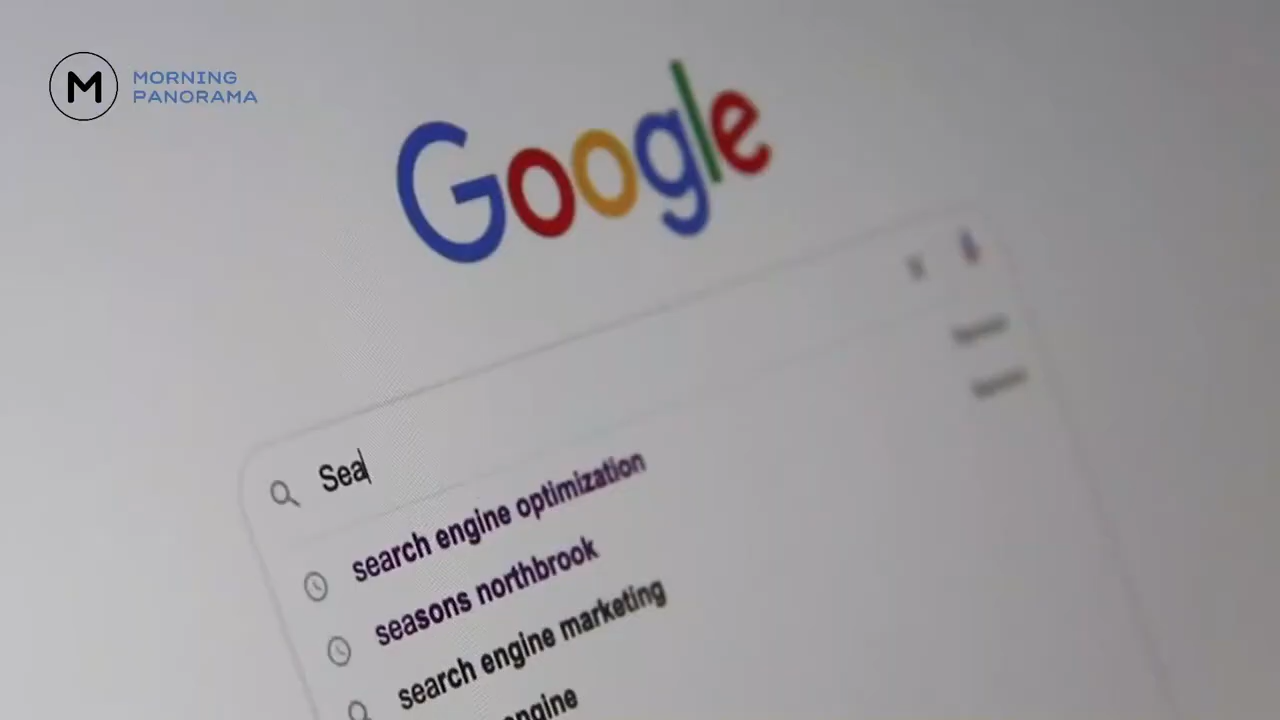 M
MORNING
PANORAMA
Google
Sea
search engine optimization
seasons northbrook
search engine marketing
engine